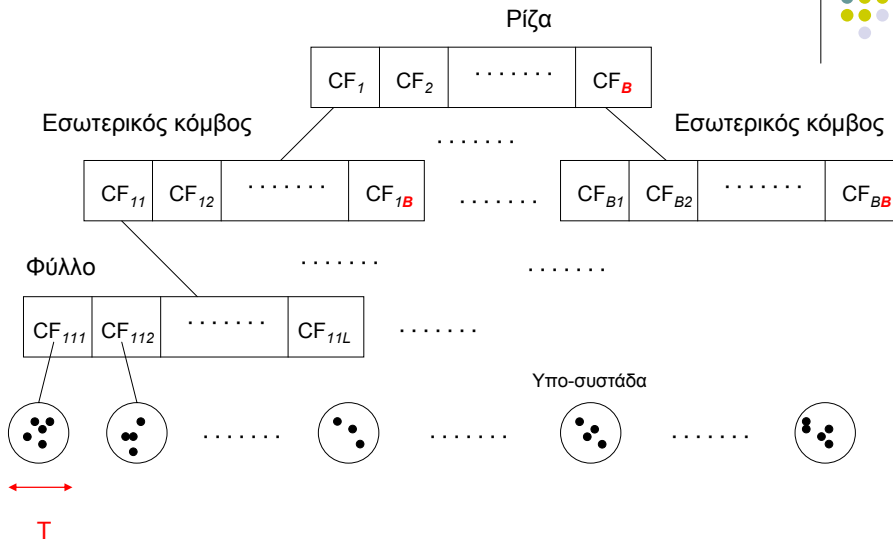 Ρίζα
CF1 CF2 ....... CFB
Εσωτερικός κόμβος Εσωτερικός κόμβος
.......
CF11 CF12 ....... CF1B ....... CFB1 CFB2 ....... CFBB
Φύλλο ....... .......
CF111 CF112 ....... CF11L .......
Υπο-συστάδα
....... ....... .......
T